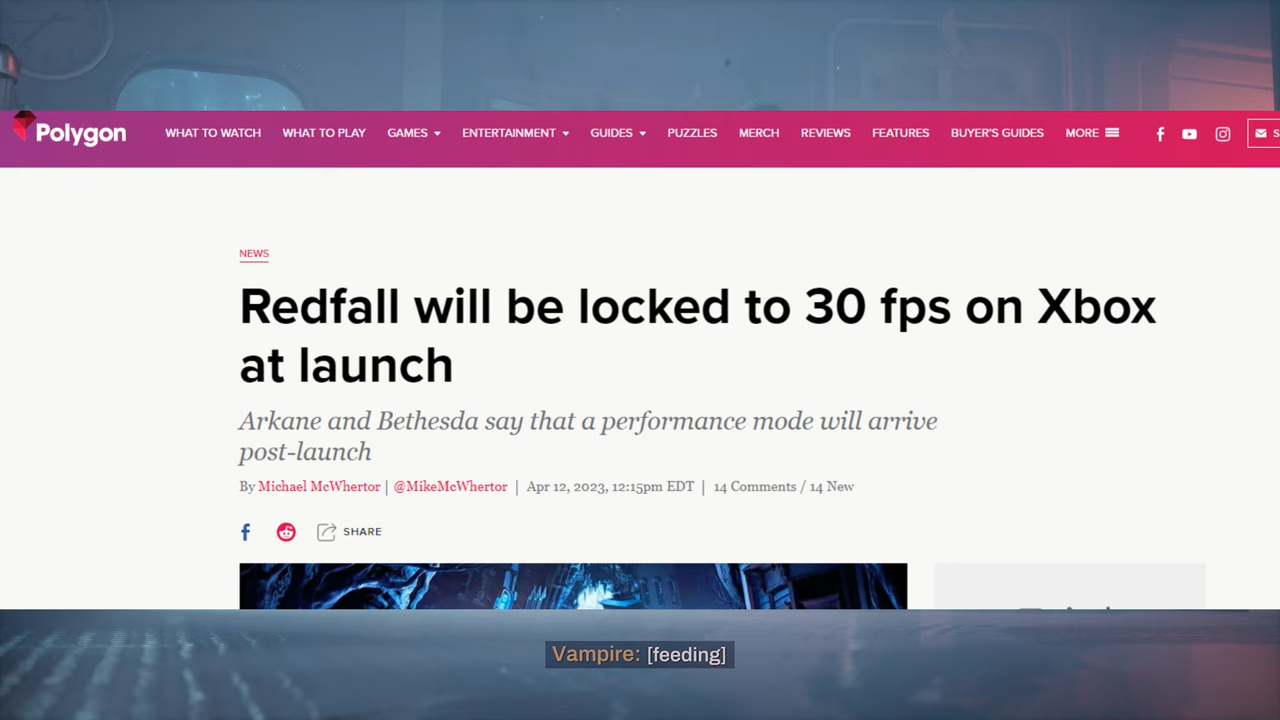 Polygon
WHAT TO WATCH WHAT TO PLAY GAMES ENTERTAINMENT GUIDES PUZZLES MERCH REVIEWS FEATURES BUYER'S GUIDES MORE
NEWS
Redfall will be locked to 30 fps on Xbox
at launch
Arkane and Bethesda say that a performance mode will arrive
post-launch
By Michael McWhertor | @MikeMcWhertor | Apr 12, 2023, 12:15pm EDT | 14 Comments / 14 New
SHARE
Vampire: [feeding]